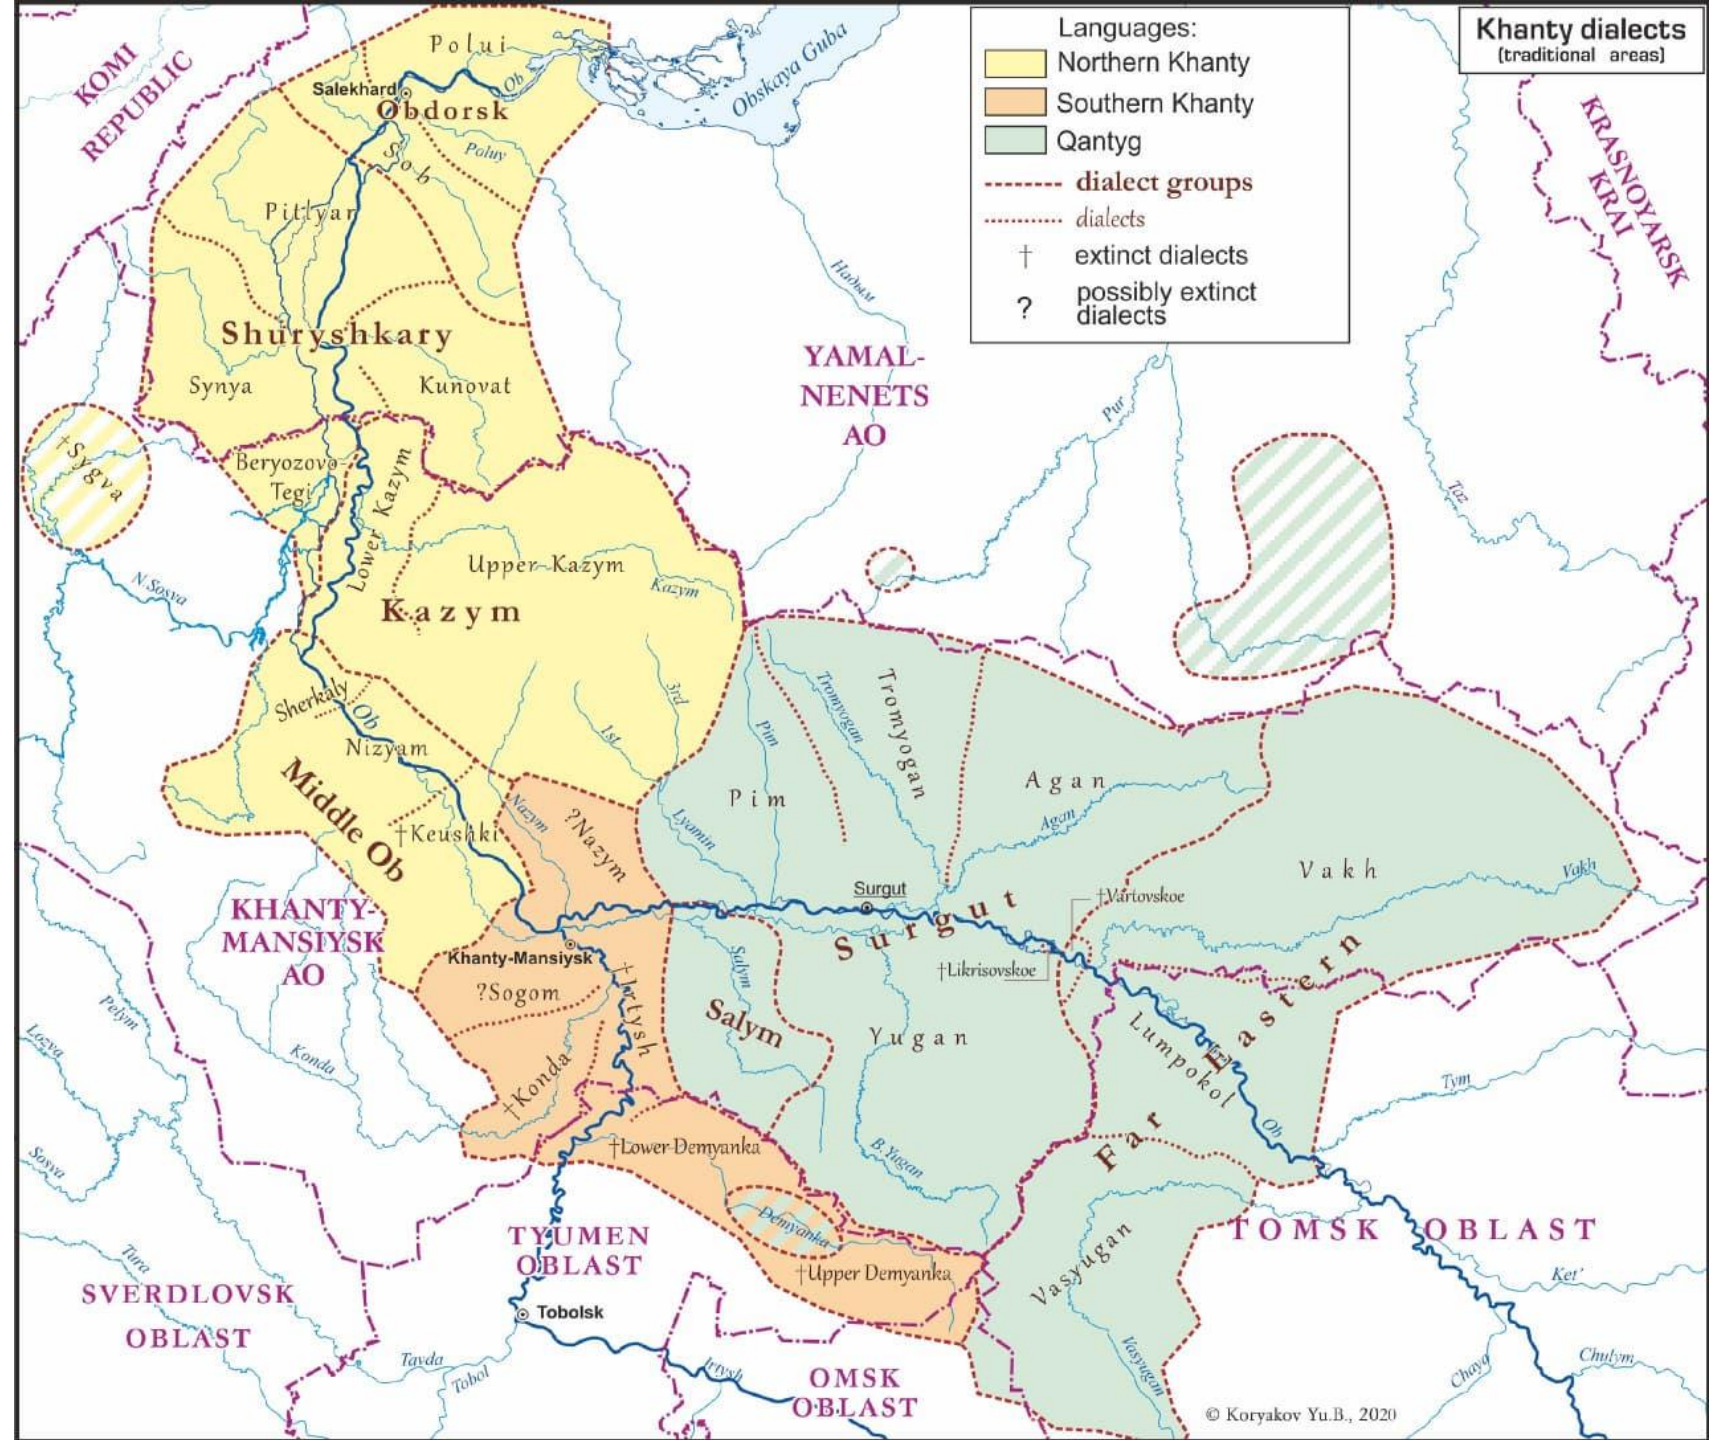 Khanty dialects
(traditional areas)
Languages:
Northern Khanty
Southern Khanty
Qantyg
dialect groups
dialects
† extinct dialects
? possibly extinct
dialects
KOMI
REPUBLIC
Polui
Salekhard
Obdorsk
Ob
Obskaya Guba
Sob
Poluy
Pitlyar
Надым
KRASNOYARSK
KRAI
Shuryshkary
Synya
Kunovat
YAMAL-
NENETS
AO
Pur
Taz
†Sygva
Beryozovo-
Tegi
Lower Kazym
Upper Kazym
Kazym
Kazym
N.Sosva
Sherkaly
Ob
Nizyam
Middle Ob
†Keushki
1st
3rd
Nazym
?Nazym
Lyamin
Pim
Pim
Tromyogan
Tromyogan
Agan
Agan
Vakh
Vakh
Surgut
Surgut
†Vartovskoe
†Likrisovskoe
KHANTY-
MANSIYSK
AO
Khanty-Mansiysk
?Sogom
†Irtysh
†Konda
Konda
Pelym
Lozva
Sosva
Salym
Salym
Yugan
B.Yugan
Far Eastern
Lumpokol
Ob
Tym
†Lower Demyanka
Demyanka
†Upper Demyanka
Vasyugan
Vasyugan
TYUMEN
OBLAST
TOMSK OBLAST
Ket'
SVERDLOVSK
OBLAST
Tura
Tavda
Tobol
Tobolsk
Irtysh
OMSK
OBLAST
Chaya
Chulym
© Koryakov Yu.B., 2020